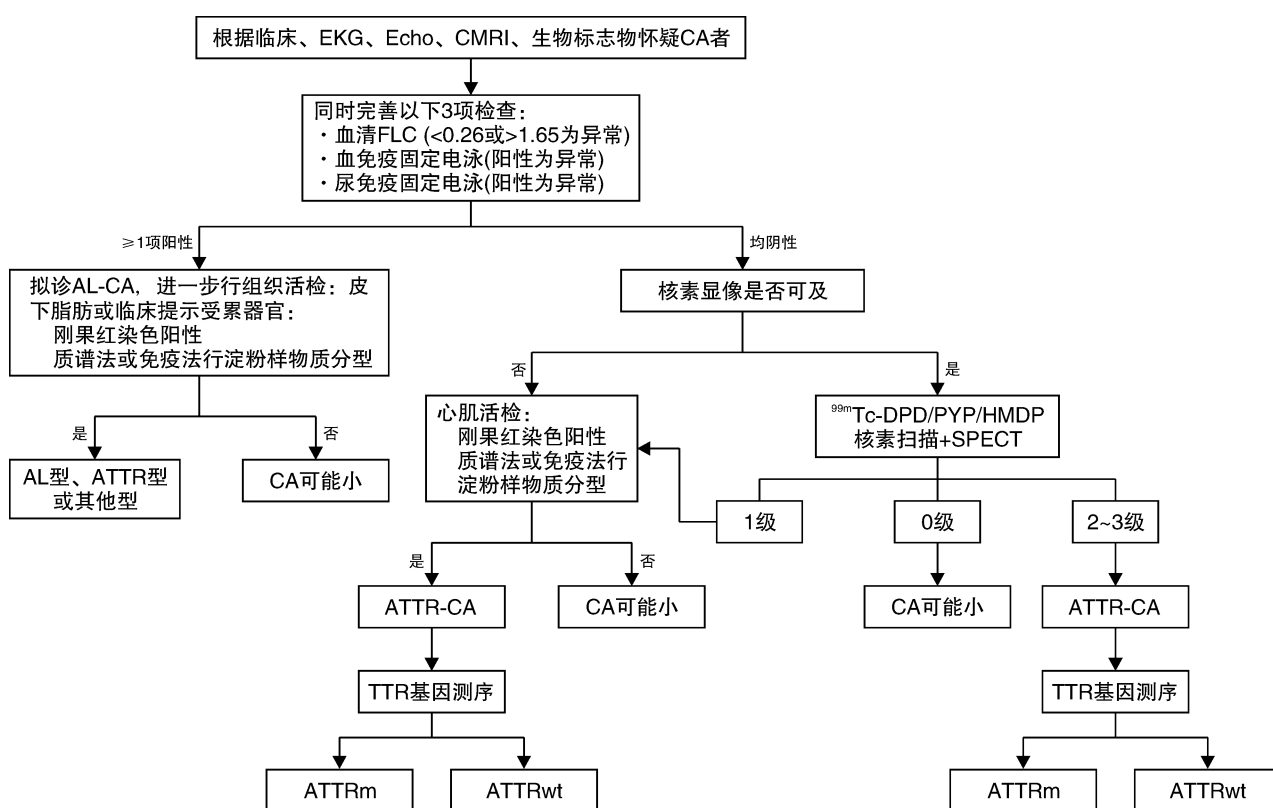 根据临床、EKG、Echo、CMRI、生物标志物怀疑CA者
同时完善以下3项检查：
·血清FLC (<0.26或>1.65为异常)
·血免疫固定电泳(阳性为异常)
·尿免疫固定电泳(阳性为异常)
≥1项阳性
均阴性
拟诊AL-CA，进一步行组织活检：皮
下脂肪或临床提示受累器官：
刚果红染色阳性
质谱法或免疫法行淀粉样物质分型
核素显像是否可及
否
是
心肌活检：
刚果红染色阳性
质谱法或免疫法行
淀粉样物质分型
99mTc-DPD/PYP/HMDP
核素扫描+SPECT
是
否
AL型、ATTR型
或其他型
CA可能小
1级
0级
2~3级
是
否
ATTR-CA
CA可能小
CA可能小
ATTR-CA
TTR基因测序
TTR基因测序
ATTRm
ATTRwt
ATTRm
ATTRwt